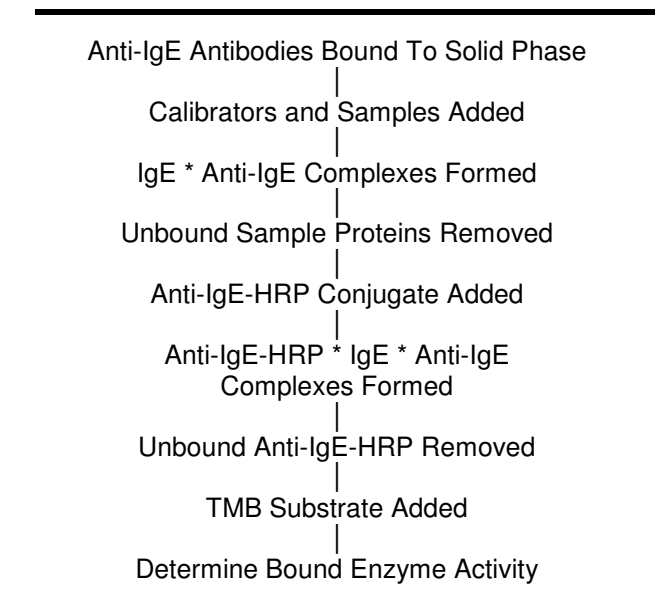 Anti-IgE Antibodies Bound To Solid Phase
Calibrators and Samples Added
IgE * Anti-IgE Complexes Formed
Unbound Sample Proteins Removed
Anti-IgE-HRP Conjugate Added
Anti-IgE-HRP * IgE * Anti-IgE
Complexes Formed
Unbound Anti-IgE-HRP Removed
TMB Substrate Added
Determine Bound Enzyme Activity